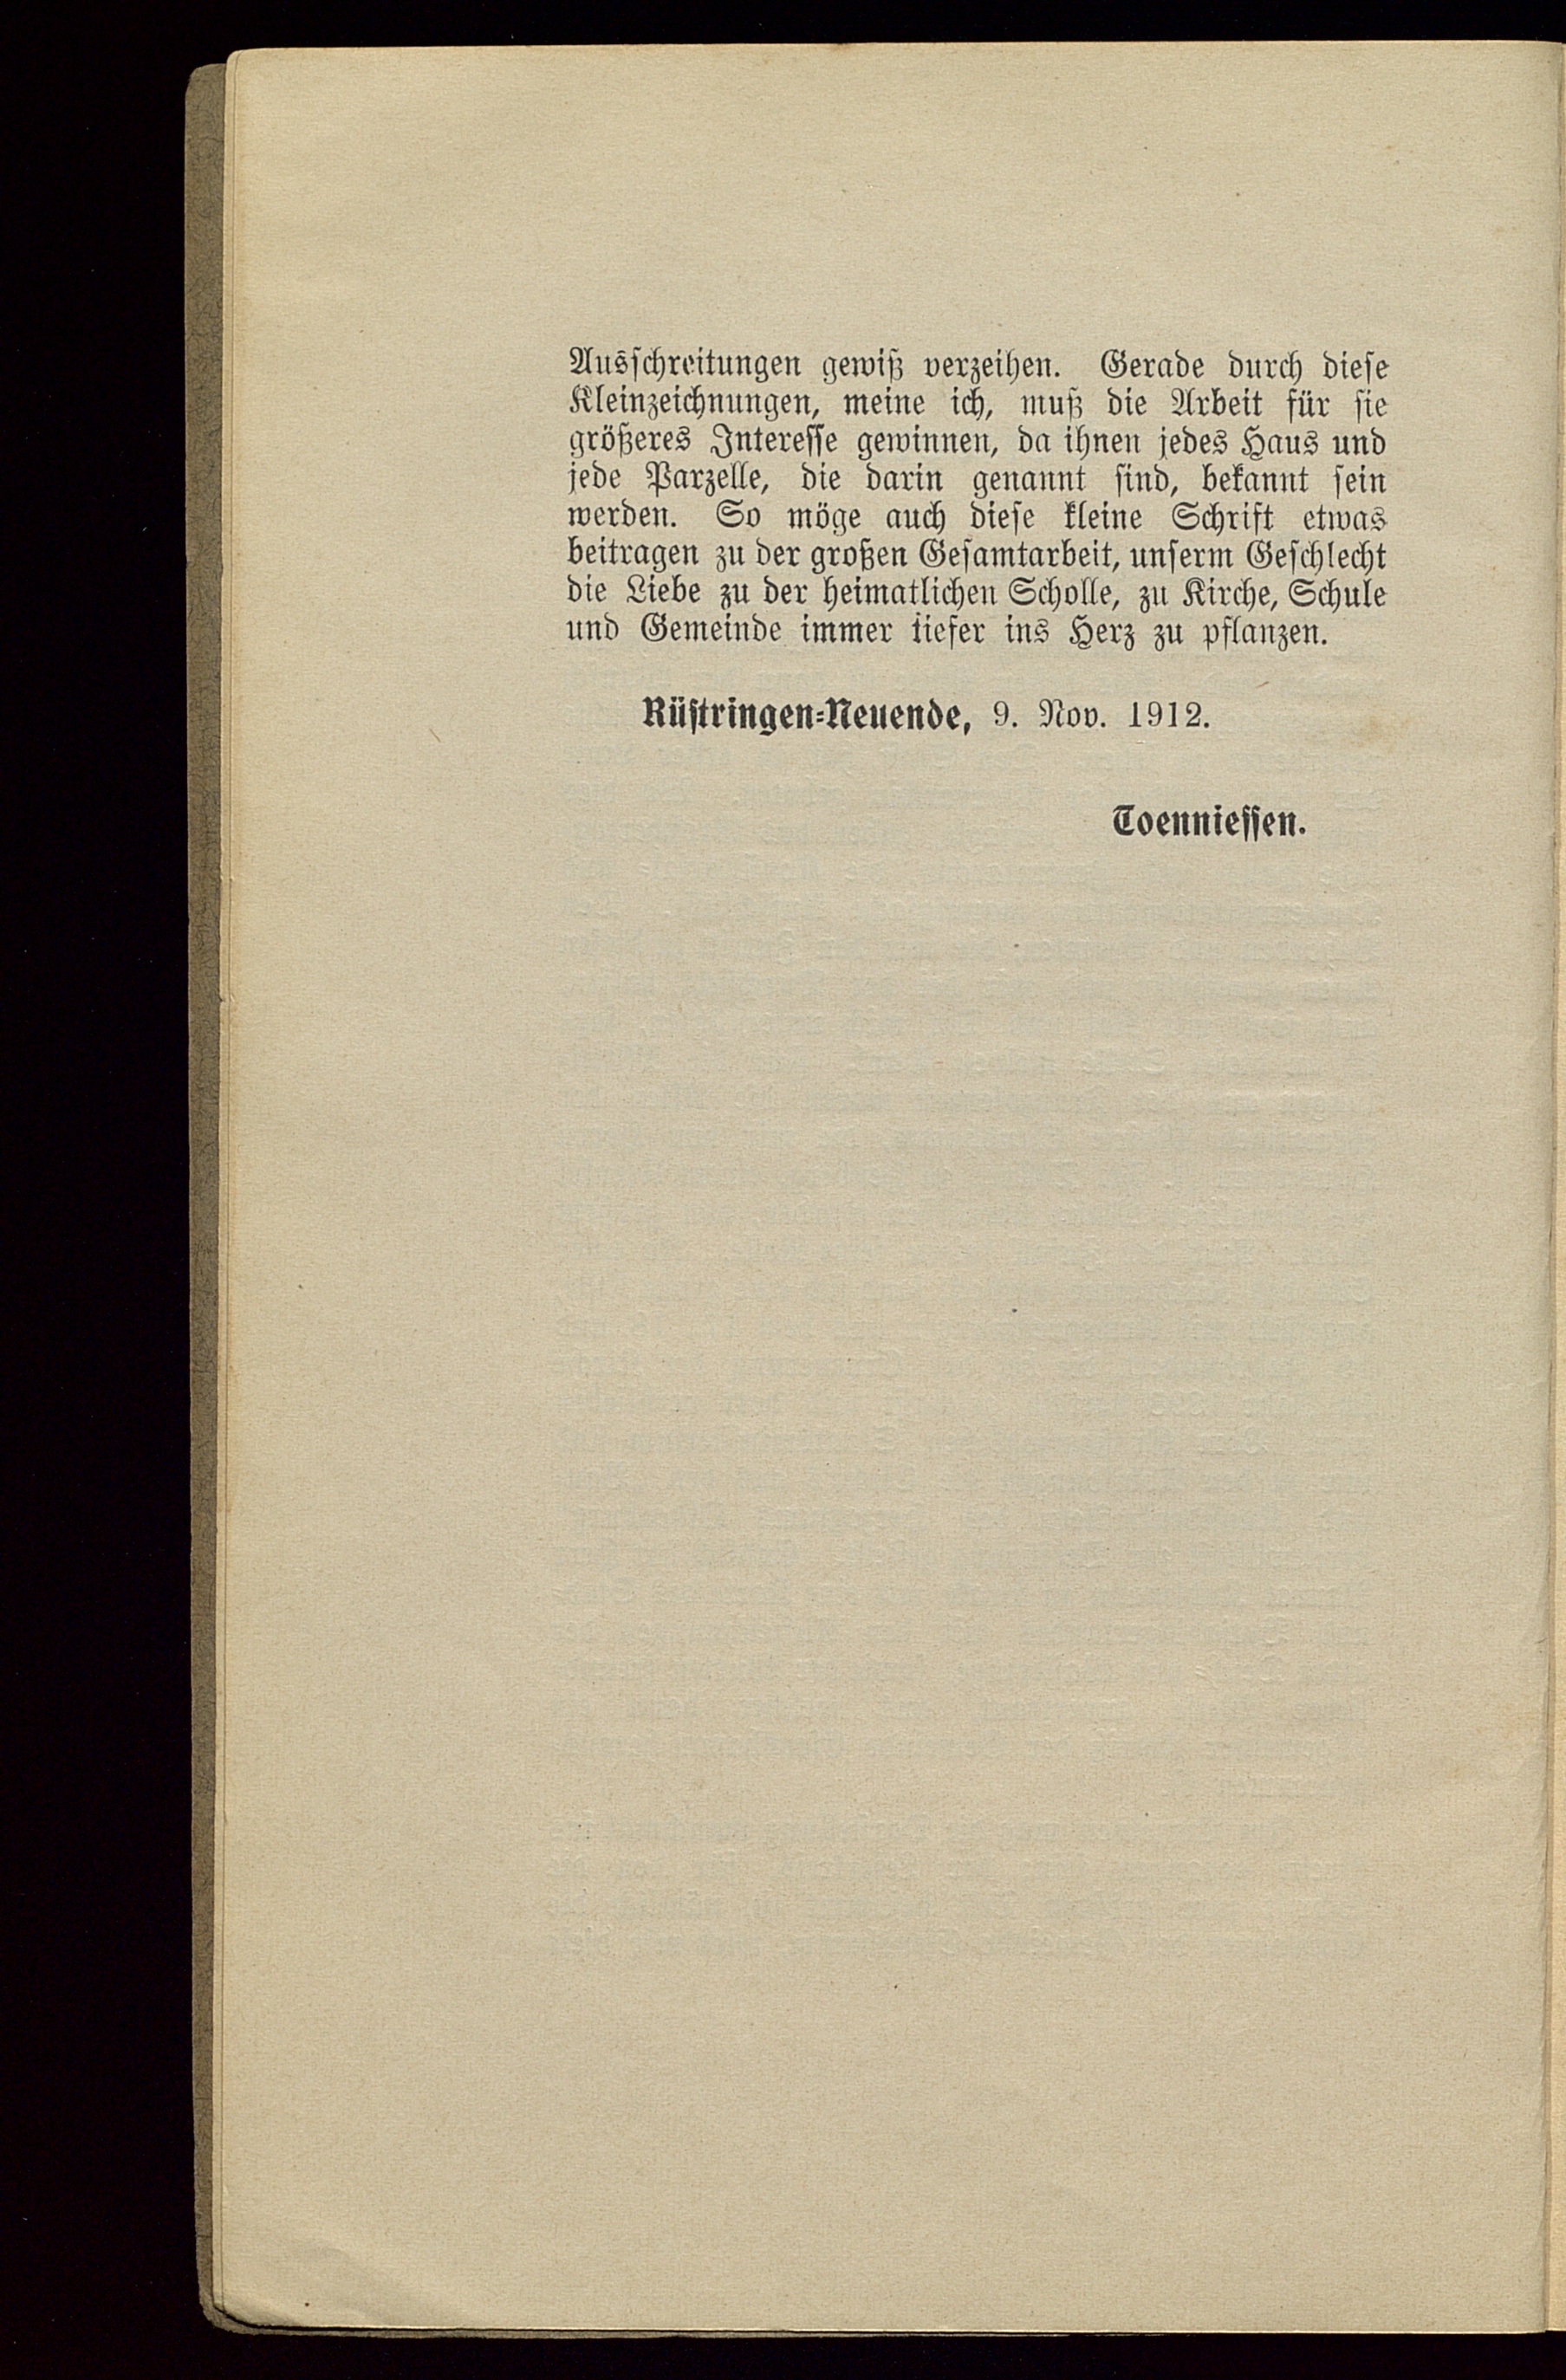 Ausschreitungen gewiß verzeihen. Gerade durch diese
Kleinzeichnungen, meine ich, muß die Arbeit für sie
größeres Interesse gewinnen, da ihnen jedes Haus und
jede Parzelle, die darin genannt sind, bekannt sein
werden. So möge auch diese kleine Schrift etwas
beitragen zu der großen Gesamtarbeit, unserm Geschlecht
die Liebe zu der heimatlichen Scholle, zu Kirche, Schule
und Gemeinde immer tiefer ins Herz zu pflanzen.
Rüstringen-Neuende, 9. Nov. 1912.
Toenniessen.